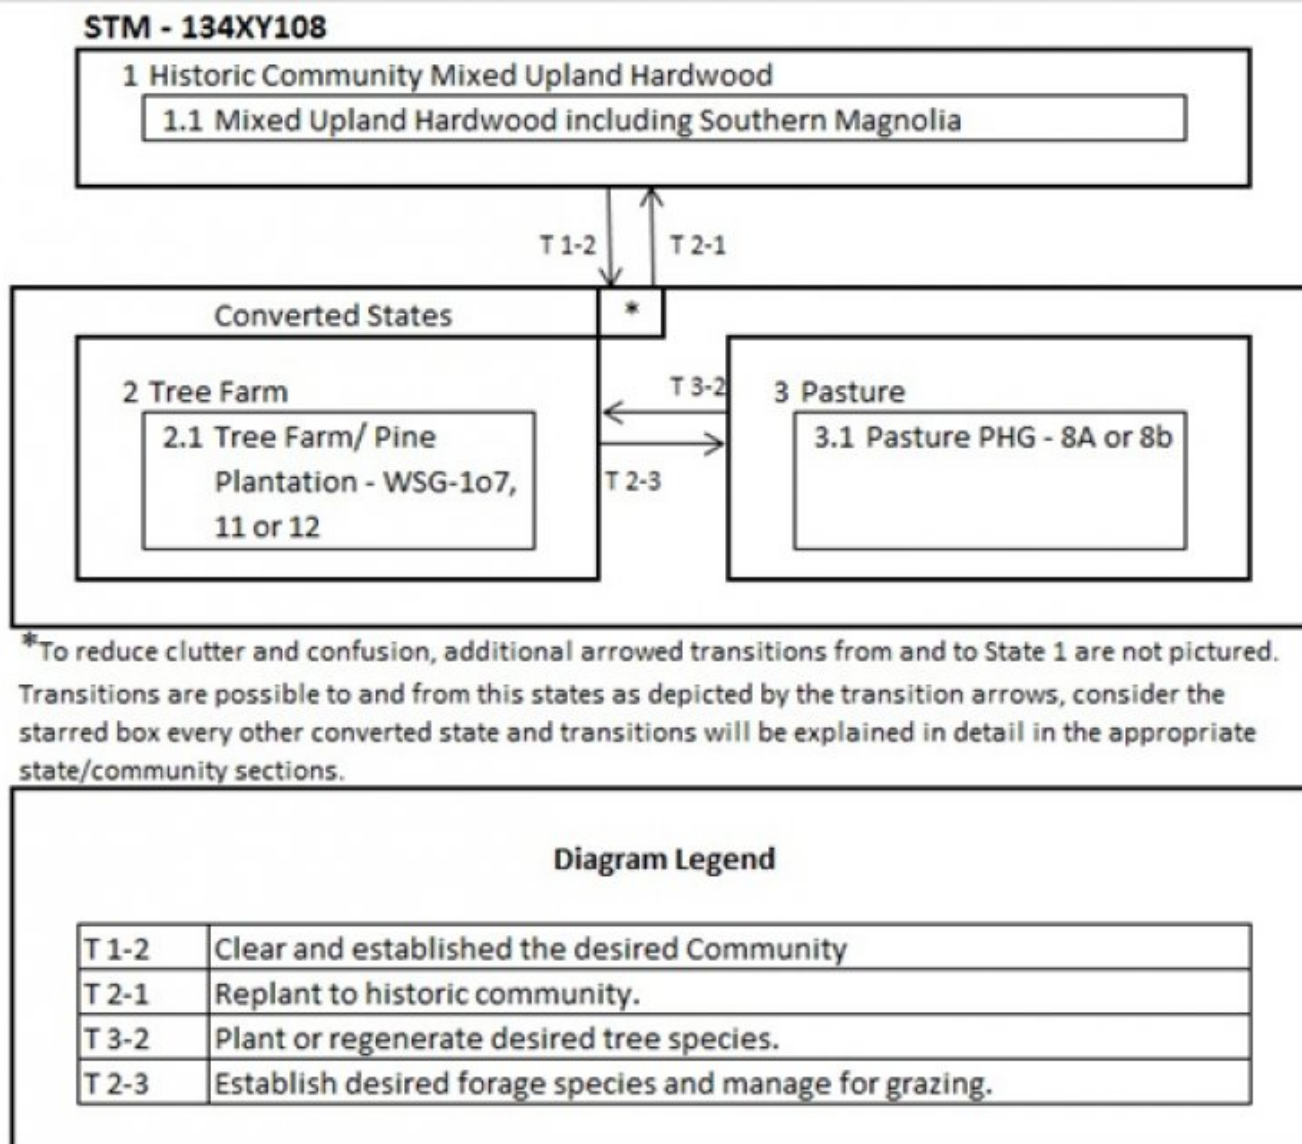 STM - 134XY108
1 Historic Community Mixed Upland Hardwood
1.1 Mixed Upland Hardwood including Southern Magnolia
T 1-2
T 2-1
Converted States
*
2 Tree Farm
2.1 Tree Farm/ Pine
Plantation - WSG-1o7,
11 or 12
T 3-2
T 2-3
3 Pasture
3.1 Pasture PHG - 8A or 8b
*To reduce clutter and confusion, additional arrowed transitions from and to State 1 are not pictured.
Transitions are possible to and from this states as depicted by the transition arrows, consider the
starred box every other converted state and transitions will be explained in detail in the appropriate
state/community sections.
Diagram Legend
T 1-2 Clear and established the desired Community
T 2-1 Replant to historic community.
T 3-2 Plant or regenerate desired tree species.
T 2-3 Establish desired forage species and manage for grazing.